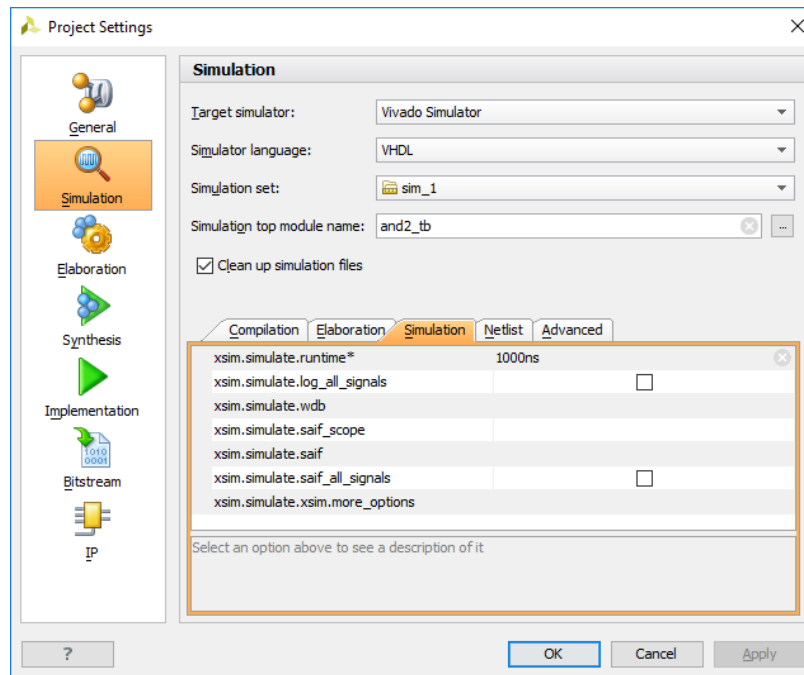 Project Settings
General
Simulation
Elaboration
Synthesis
Implementation
1010
0001
Bitstream
IP
Simulation
Target simulator: Vivado Simulator
Simulator language: VHDL
Simulation set: sim_1
Simulation top module name: and2_tb ...
Clean up simulation files
Compilation Elaboration Simulation Netlist Advanced
xsim.simulate.runtime* 1000ns
xsim.simulate.log_all_signals
xsim.simulate.wdb
xsim.simulate.saif_scope
xsim.simulate.saif
xsim.simulate.saif_all_signals
xsim.simulate.xsim.more_options
Select an option above to see a description of it
? OK Cancel Apply